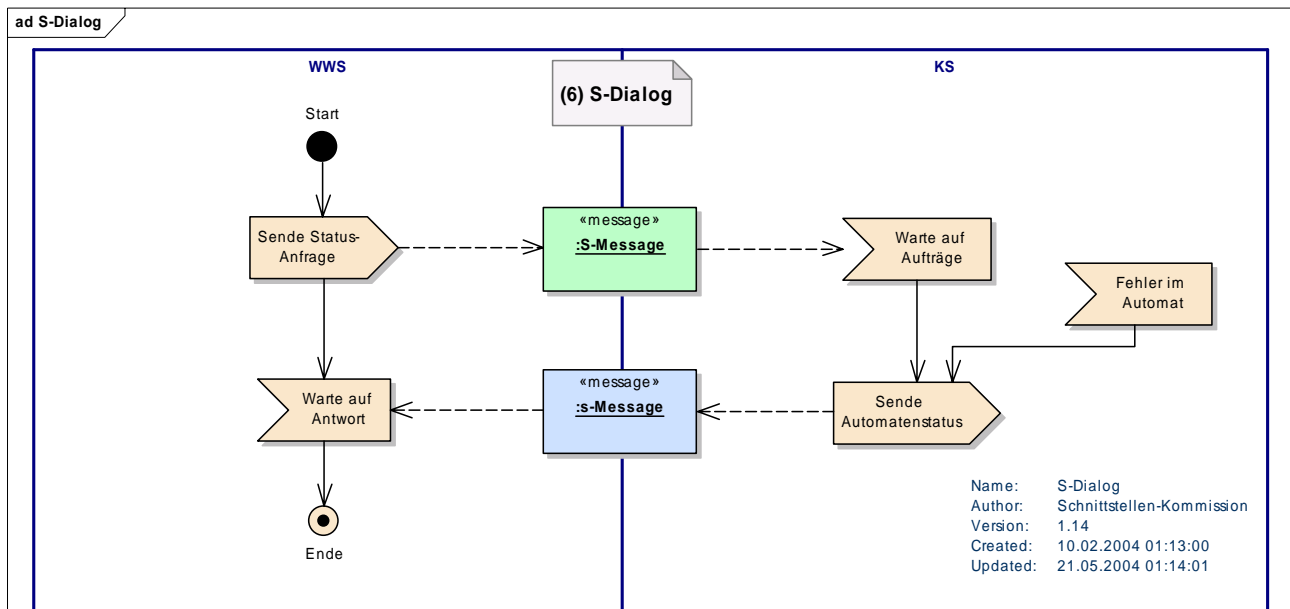 ad S-Dialog
WWS
KS
(6) S-Dialog
Start
Sende Status-
Anfrage
«message»
:S-Message
Warte auf
Aufträge
Fehler im
Automat
Warte auf
Antwort
«message»
:s-Message
Sende
Automatenstatus
Ende
Name: S-Dialog
Author: Schnittstellen-Kommission
Version: 1.14
Created: 10.02.2004 01:13:00
Updated: 21.05.2004 01:14:01